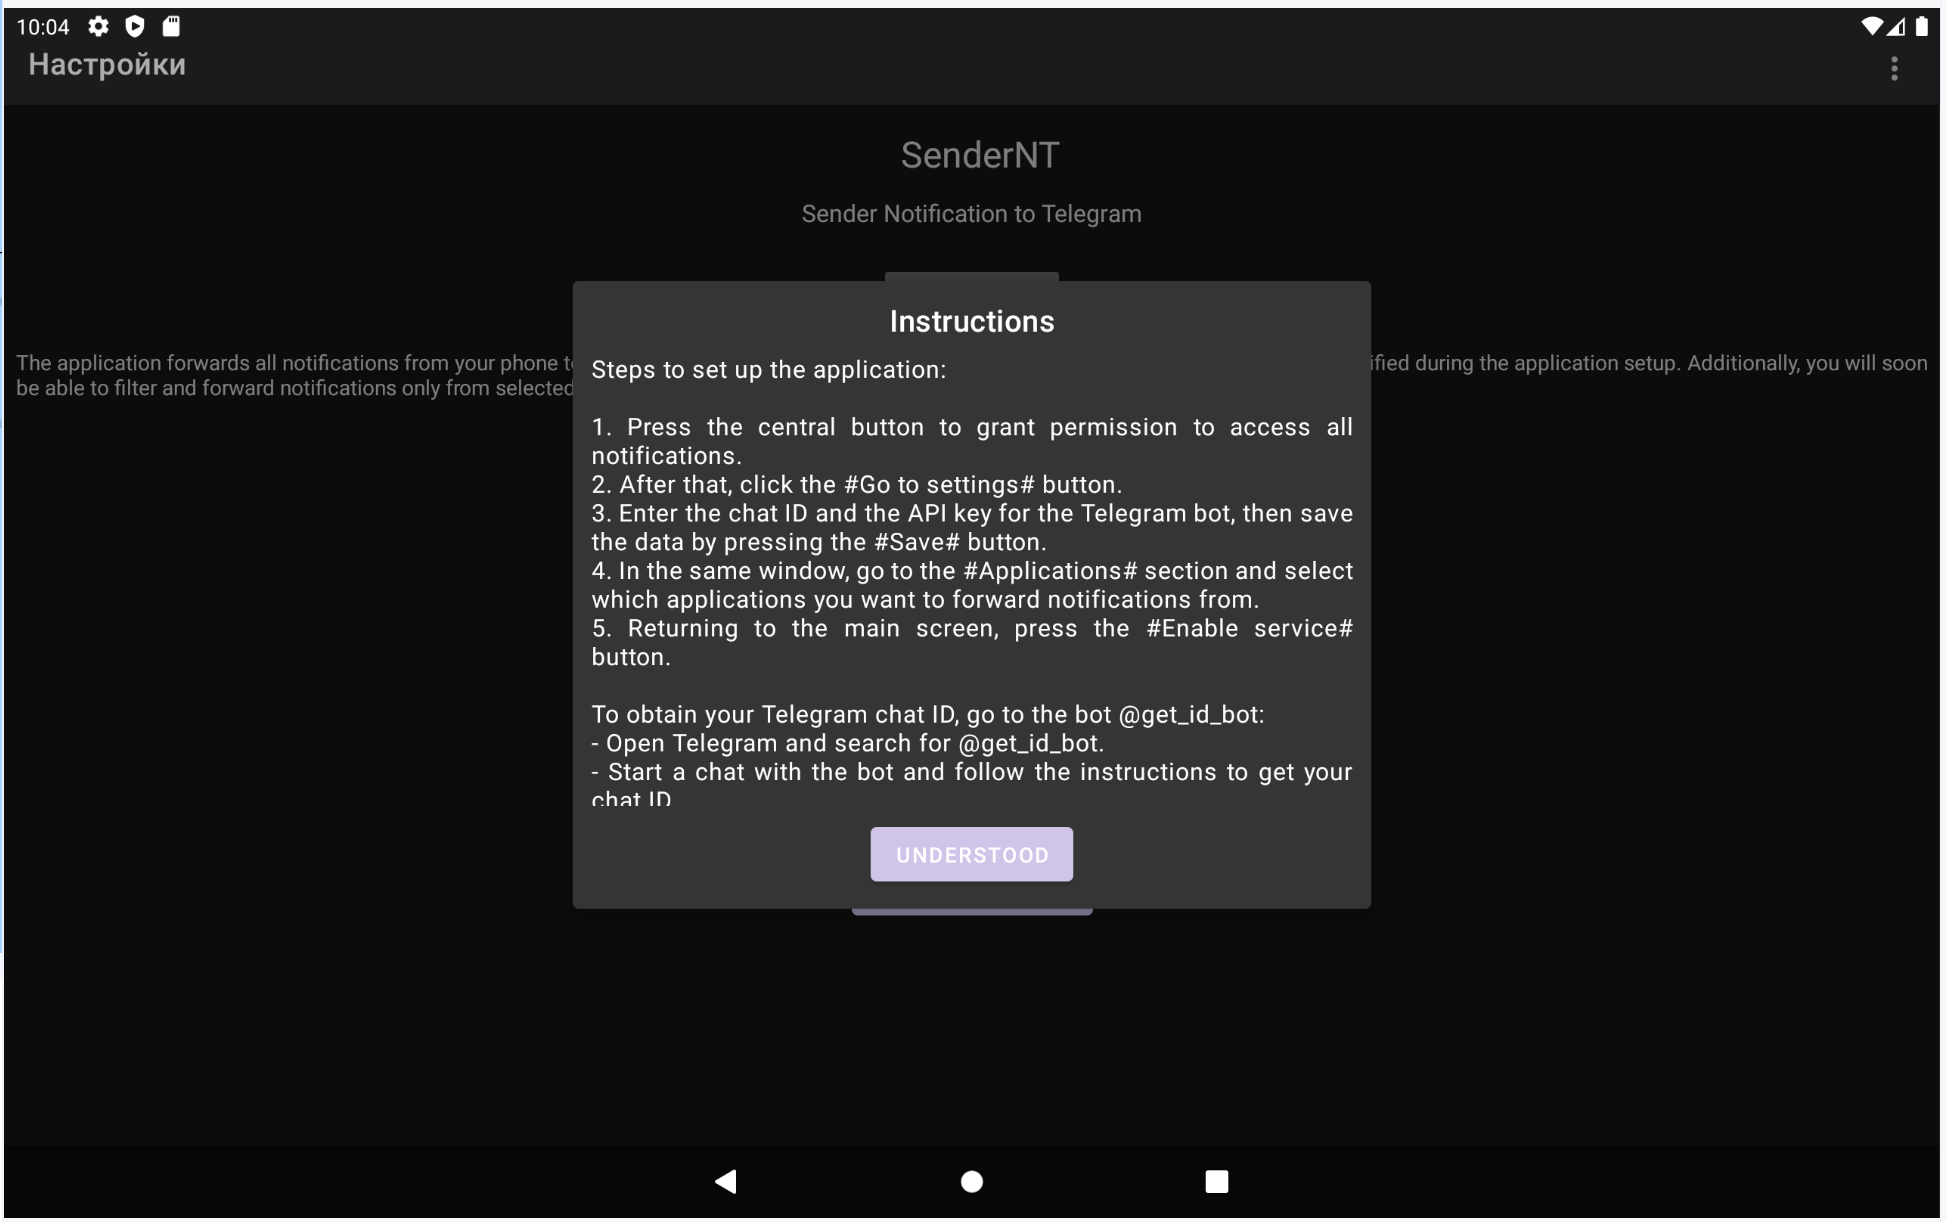 10:04
Настройки
SenderNT
Sender Notification to Telegram
Instructions
The application forwards all notifications from your phone
during the application setup. Additionally, you will soon
be able to filter and forward notifications only from selected
Steps to set up the application:
1. Press the central button to grant permission to access all
notifications.
2. After that, click the #Go to settings# button.
3. Enter the chat ID and the API key for the Telegram bot, then save
the data by pressing the #Save# button.
4. In the same window, go to the #Applications# section and select
which applications you want to forward notifications from.
5. Returning to the main screen, press the #Enable service#
button.
To obtain your Telegram chat ID, go to the bot @get_id_bot:
- Open Telegram and search for @get_id_bot.
- Start a chat with the bot and follow the instructions to get your
chat ID
UNDERSTOOD